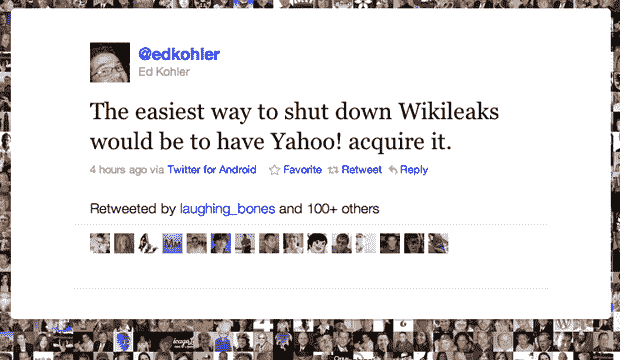 @edkohler
Ed Kohler
The easiest way to shut down Wikileaks
would be to have Yahoo! acquire it.
4 hours ago via Twitter for Android Favorite Retweet Reply
Retweeted by laughing_bones and 100+ others